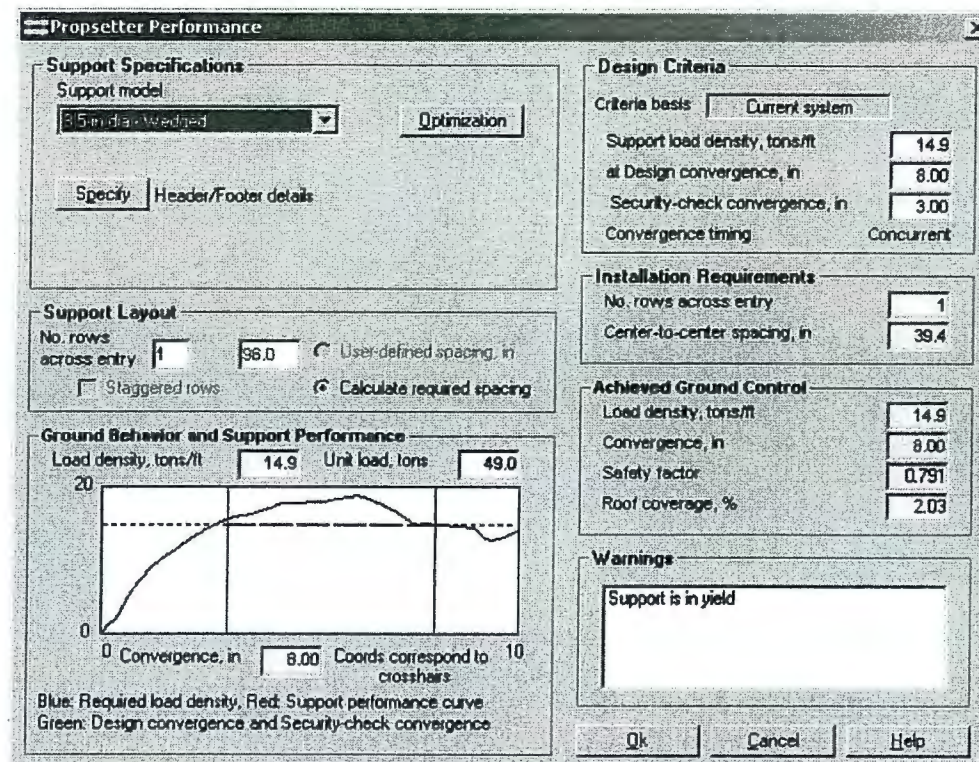 Propsetter Performance
Support Specifications
Support model
8.5 in dia - Wedged
Optimization
Specify Header/Footer details
Support Layout
No. rows
across entry 1 96.0 User-defined spacing, in
Staggered rows Calculate required spacing
Ground Behavior and Support Performance
Load density, tons/ft 14.9 Unit load, tons 49.0
20
0
0 Convergence, in 8.00 Coords correspond to 10
crosshairs
Blue: Required load density, Red: Support performance curve
Green: Design convergence and Security-check convergence
Design Criteria
Criteria basis Current system
Support load density, tons/ft 14.9
at Design convergence, in 8.00
Security-check convergence, in 3.00
Convergence timing Concurrent
Installation Requirements
No. rows across entry 1
Center-to-center spacing, in 39.4
Achieved Ground Control
Load density, tons/ft 14.9
Convergence, in 8.00
Safety factor 0.791
Roof coverage, % 2.03
Warnings
Support is in yield
Ok Cancel Help